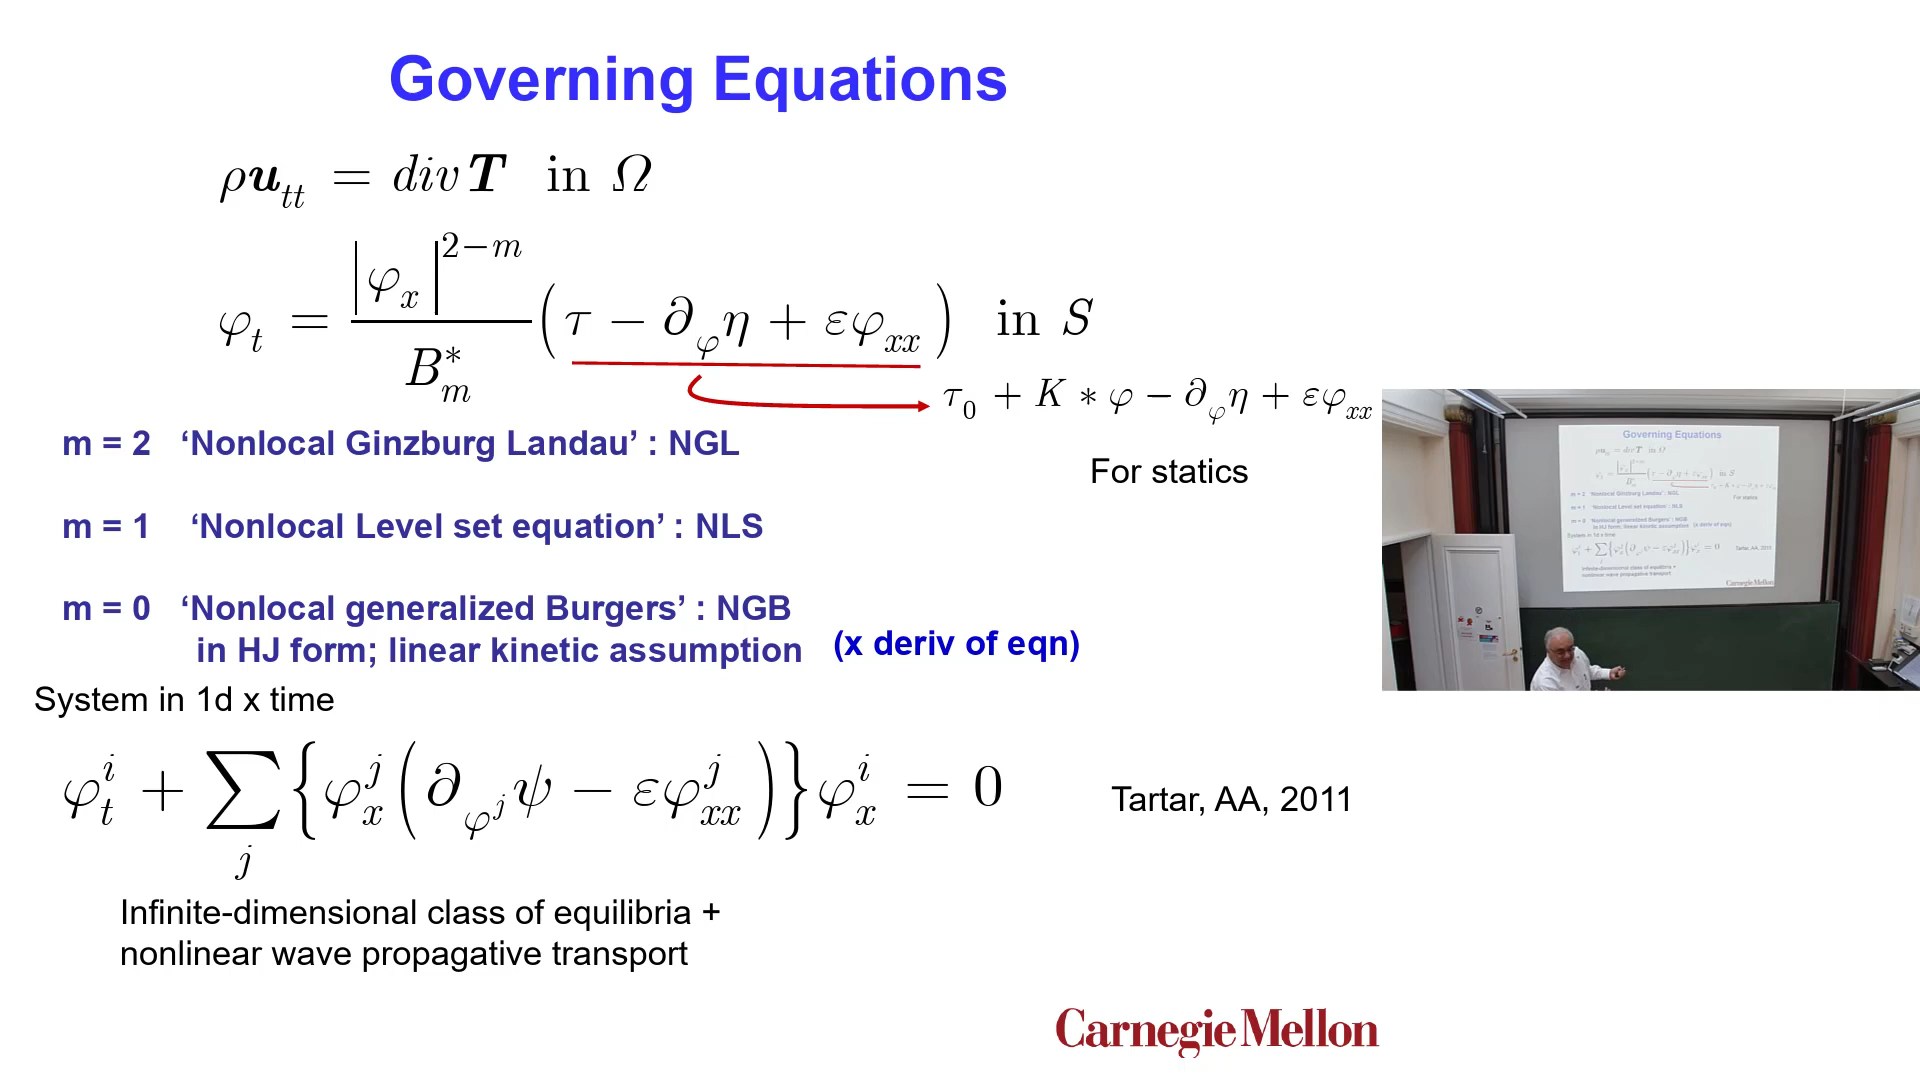 Governing Equations
ρu_tt = div T in Ω
φ_t = |φ_x|^{2−m} / B*_m (τ − ∂_φ η + εφ_xx) in S
τ_0 + K ∗ φ − ∂_φ η + εφ_xx
m = 2 ‘Nonlocal Ginzburg Landau’ : NGL
For statics
m = 1 ‘Nonlocal Level set equation’ : NLS
m = 0 ‘Nonlocal generalized Burgers’ : NGB
in HJ form; linear kinetic assumption (x deriv of eqn)
System in 1d x time
φ^i_t + ∑_j {φ^j_x (∂_{φ^j} ψ − εφ^j_xx)} φ^i_x = 0
Tartar, AA, 2011
Infinite-dimensional class of equilibria +
nonlinear wave propagative transport
Carnegie Mellon